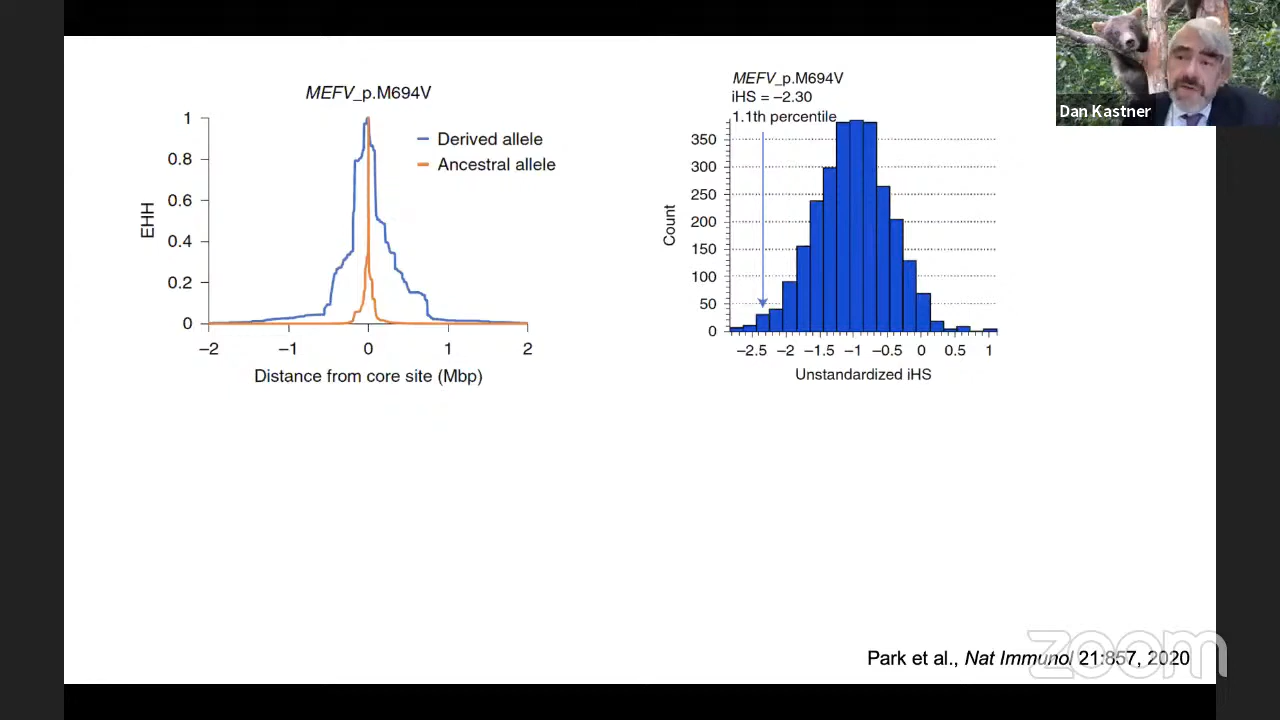 MEFV_p.M694V
EHH
1
0.8
0.6
0.4
0.2
0
–2
–1
0
1
2
Distance from core site (Mbp)
Derived allele
Ancestral allele
MEFV_p.M694V
iHS = –2.30
1.1th percentile
Count
350
300
250
200
150
100
50
0
–2.5
–2
–1.5
–1
–0.5
0
0.5
1
Unstandardized iHS
Dan Kastner
Park et al., Nat Immunol 21:857, 2020
zoom